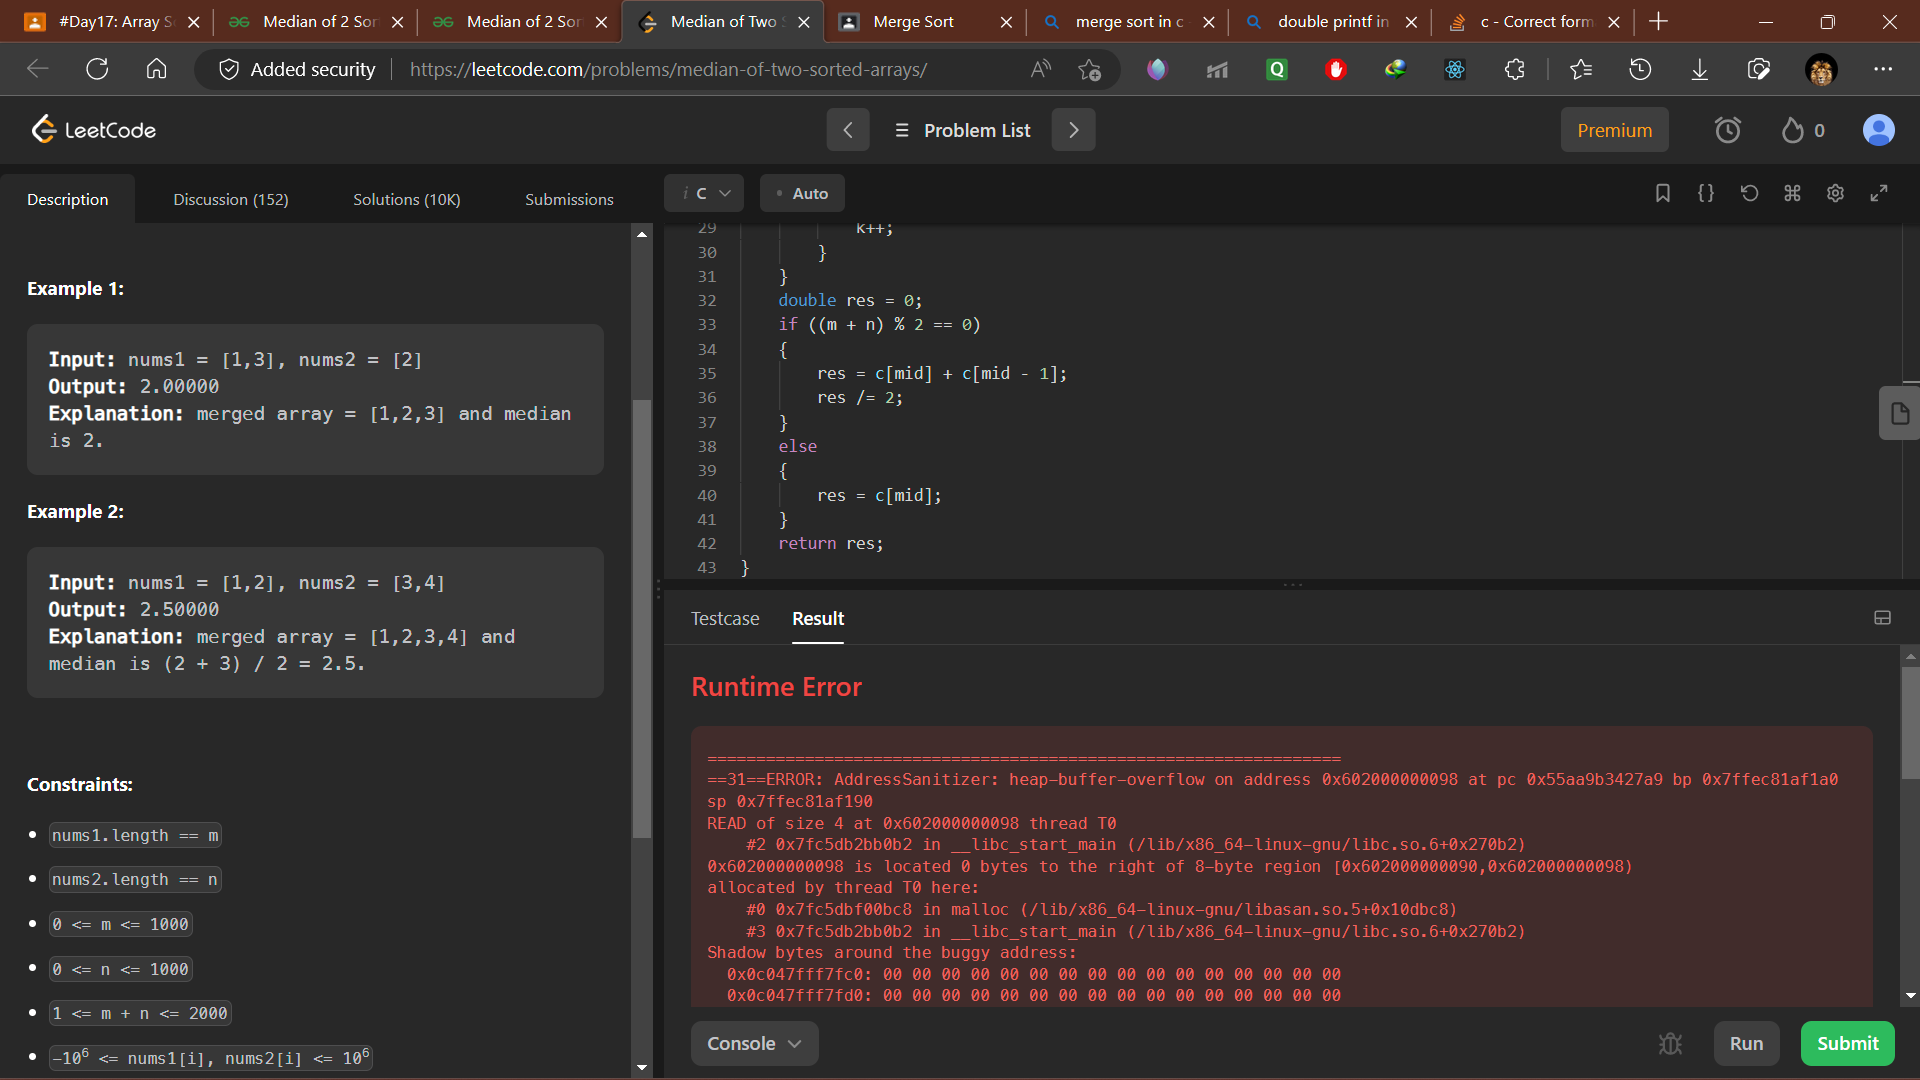 #Day17: Array S
Median of 2 Sor
Median of 2 Sor
Median of Two S
Merge Sort
merge sort in c
double printf in
c - Correct form
Added security
https://leetcode.com/problems/median-of-two-sorted-arrays/
LeetCode
Problem List
Premium
0
Description
Discussion (152)
Solutions (10K)
Submissions
i C
Auto
Example 1:
Input: nums1 = [1,3], nums2 = [2]
Output: 2.00000
Explanation: merged array = [1,2,3] and median
is 2.
Example 2:
Input: nums1 = [1,2], nums2 = [3,4]
Output: 2.50000
Explanation: merged array = [1,2,3,4] and
median is (2 + 3) / 2 = 2.5.
Constraints:
nums1.length == m
nums2.length == n
0 <= m <= 1000
0 <= n <= 1000
1 <= m + n <= 2000
-10⁶ <= nums1[i], nums2[i] <= 10⁶
29 k++;
30 }
31 }
32 double res = 0;
33 if ((m + n) % 2 == 0)
34 {
35 res = c[mid] + c[mid - 1];
36 res /= 2;
37 }
38 else
39 {
40 res = c[mid];
41 }
42 return res;
43 }
Testcase
Result
Runtime Error
=================================================================
==31==ERROR: AddressSanitizer: heap-buffer-overflow on address 0x602000000098 at pc 0x55aa9b3427a9 bp 0x7ffec81af1a0
sp 0x7ffec81af190
READ of size 4 at 0x602000000098 thread T0
#2 0x7fc5db2bb0b2 in __libc_start_main (/lib/x86_64-linux-gnu/libc.so.6+0x270b2)
0x602000000098 is located 0 bytes to the right of 8-byte region [0x602000000090,0x602000000098)
allocated by thread T0 here:
#0 0x7fc5dbf00bc8 in malloc (/lib/x86_64-linux-gnu/libasan.so.5+0x10dbc8)
#3 0x7fc5db2bb0b2 in __libc_start_main (/lib/x86_64-linux-gnu/libc.so.6+0x270b2)
Shadow bytes around the buggy address:
0x0c047fff7fc0: 00 00 00 00 00 00 00 00 00 00 00 00 00 00 00 00
0x0c047fff7fd0: 00 00 00 00 00 00 00 00 00 00 00 00 00 00 00 00
Console
Run
Submit